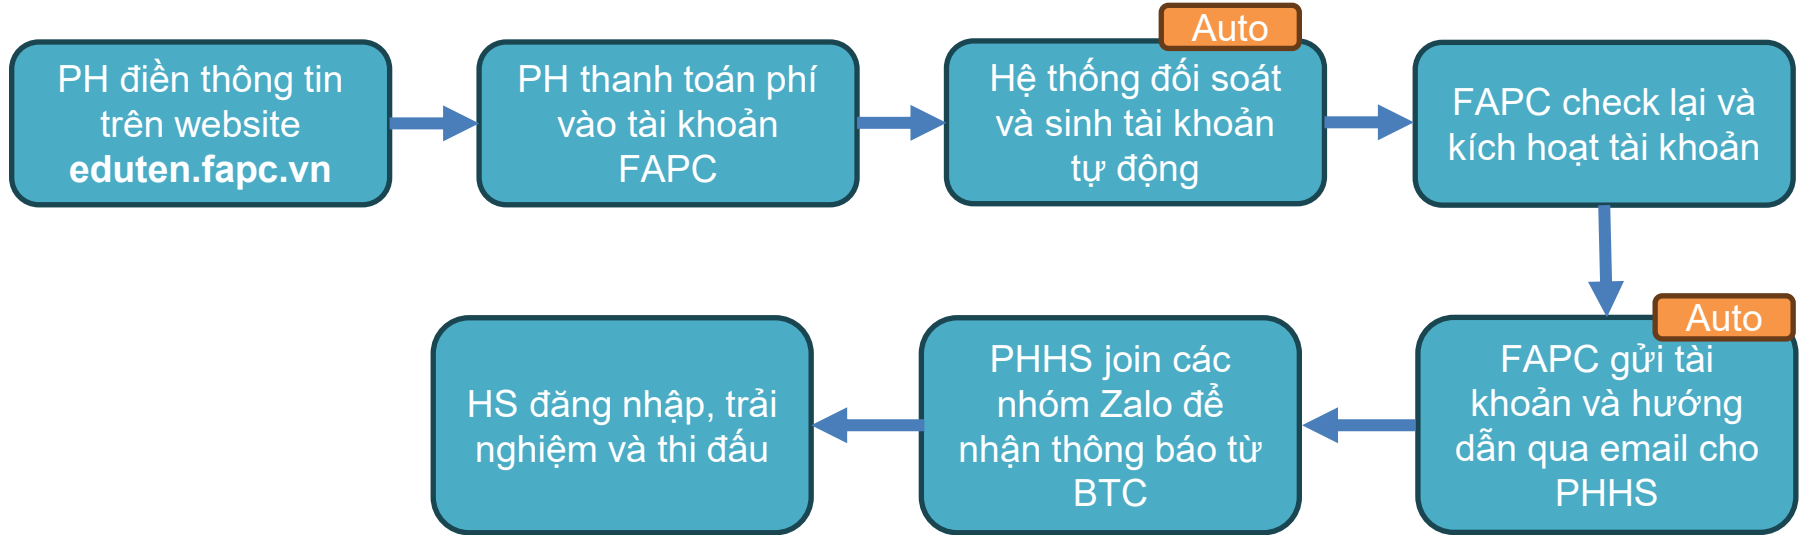 PH điền thông tin
trên website
eduten.fapc.vn
PH thanh toán phí
vào tài khoản
FAPC
Auto
Hệ thống đối soát
và sinh tài khoản
tự động
FAPC check lại và
kích hoạt tài khoản
Auto
FAPC gửi tài
khoản và hướng
dẫn qua email cho
PHHS
PHHS join các
nhóm Zalo để
nhận thông báo từ
BTC
HS đăng nhập, trải
nghiệm và thi đấu